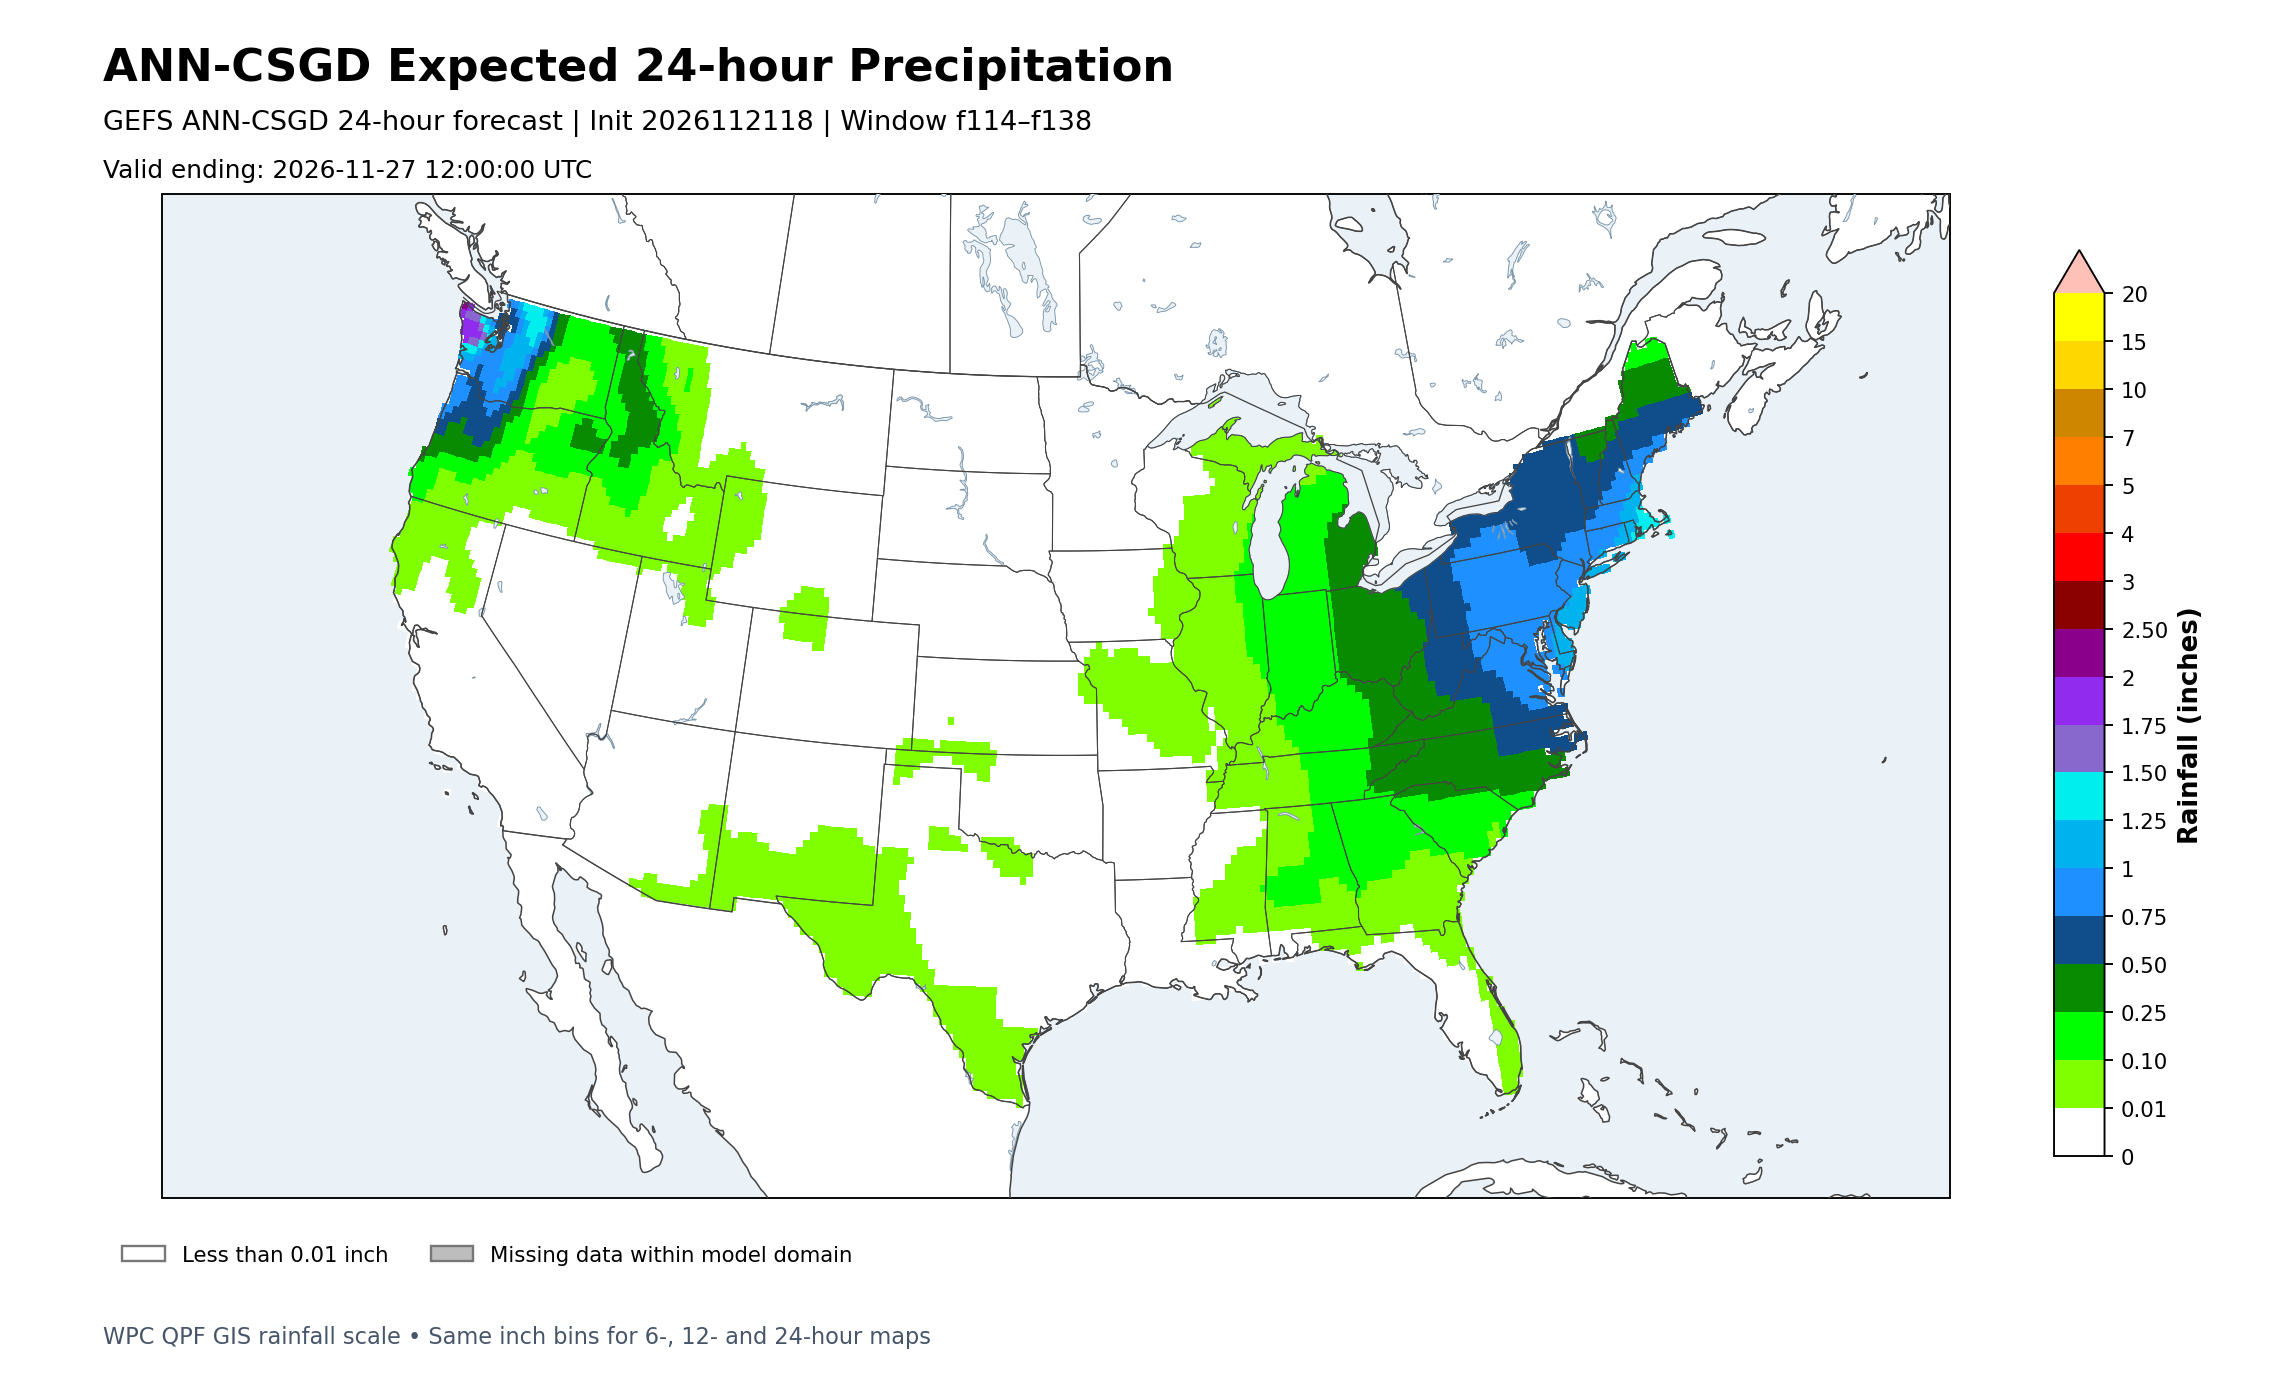 ANN-CSGD Expected 24-hour Precipitation
GEFS ANN-CSGD 24-hour forecast | Init 2026112118 | Window f114–f138
Valid ending: 2026-11-27 12:00:00 UTC
20
15
10
7
5
4
3
2.50
2
1.75
1.50
1.25
1
0.75
0.50
0.25
0.10
0.01
0
Rainfall (inches)
Less than 0.01 inch
Missing data within model domain
WPC QPF GIS rainfall scale • Same inch bins for 6-, 12- and 24-hour maps